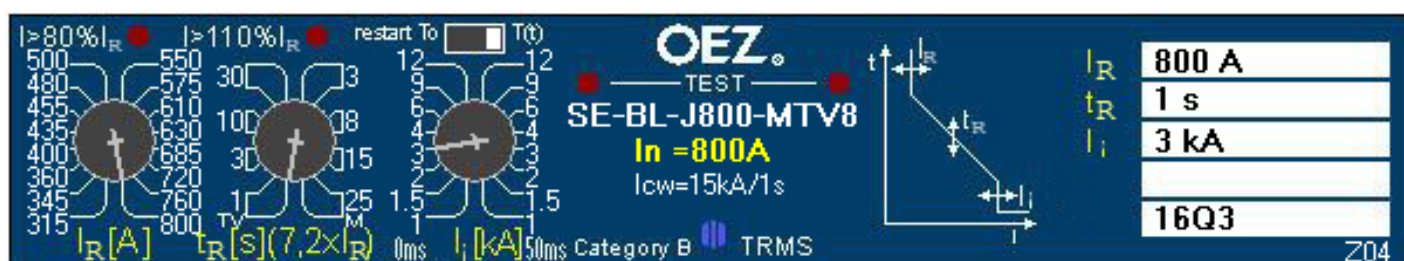 I>80%IR I>110%IR restart To T(t)
500 550
480 575
455 610
435 630
400 685
360 720
345 760
315 800
IR[A]
30 3
10 8
3 15
1 25
TV M
tR[s](7,2xIR)
12 12
9 9
6 6
4 4
3 3
2 2
1.5 1.5
1 1
0ms Ii[kA] 50ms
OEZ.
TEST
SE-BL-J800-MTV8
In =800A
Icw=15kA/1s
Category B TRMS
t IR
tR
Ii
I
IR 800 A
tR 1 s
Ii 3 kA
16Q3
Z04